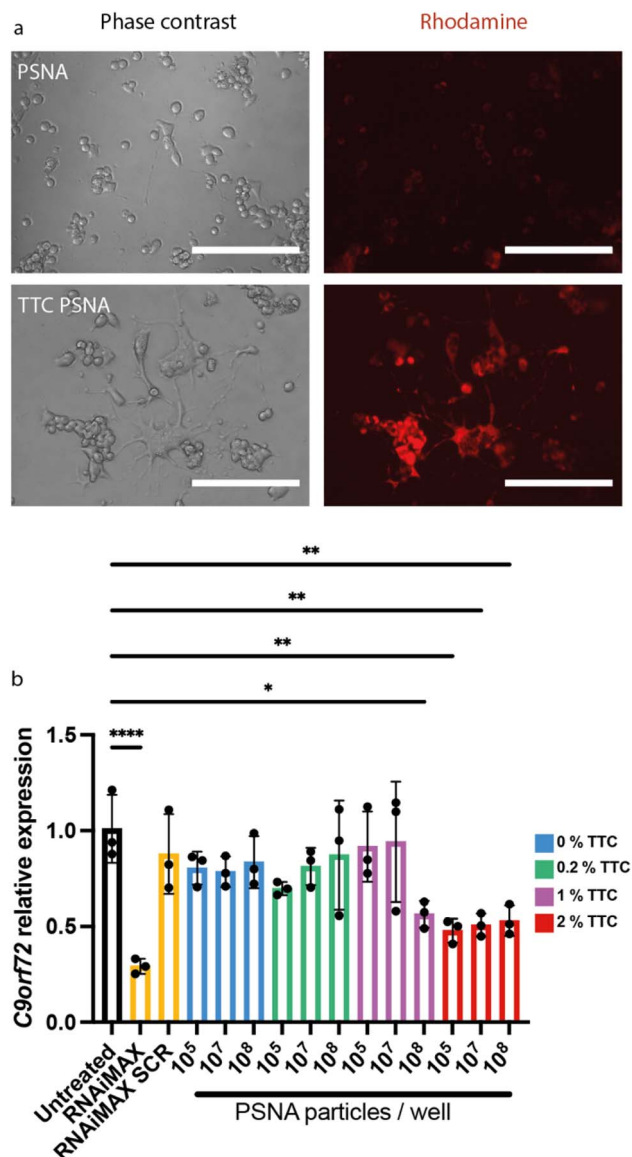 a
Phase contrast
Rhodamine
PSNA
TTC PSNA
**
**
**
*
b
****
1.5
1.0
0.5
0.0
C9orf72 relative expression
0 % TTC
0.2 % TTC
1 % TTC
2 % TTC
Untreated
RNAiMAX
RNAiMAX SCR
10⁵
10⁷
10⁸
10⁵
10⁷
10⁸
10⁵
10⁷
10⁸
10⁵
10⁷
10⁸
PSNA particles / well